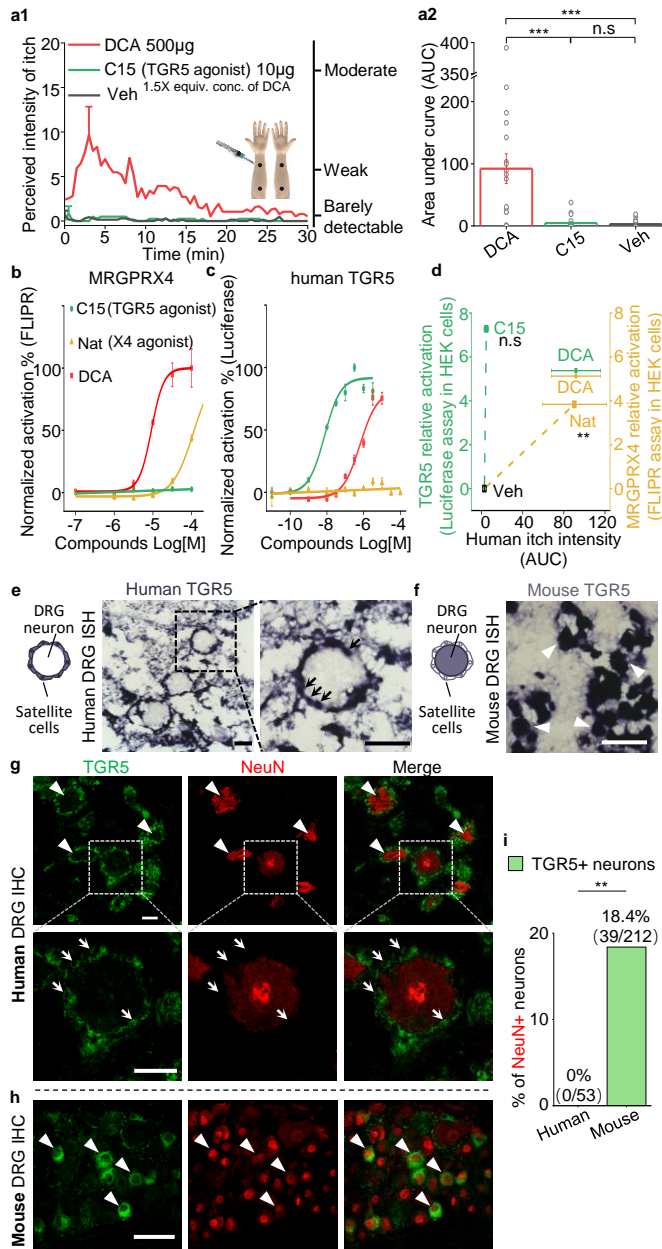 a1
Perceived intensity of itch
20
15
10
5
0
0
5
10
15
20
25
30
Time (min)
DCA 500µg
C15 (TGR5 agonist) 10µg
Veh 1.5X equiv. conc. of DCA
Moderate
Weak
Barely
detectable
a2
Area under curve (AUC)
400
350
200
100
0
***
***
n.s
DCA
C15
Veh
b
MRGPRX4
Normalized activation % (FLIPR)
100
50
0
C15(TGR5 agonist)
Nat (X4 agonist)
DCA
-7
-6
-5
-4
Compounds Log[M]
c
human TGR5
Normalized activation % (Luciferase)
100
50
0
-10
-8
-6
-4
Compounds Log[M]
d
TGR5 relative activation
(Luciferase assay in HEK cells)
8
6
4
2
0
C15
n.s
DCA
DCA
Nat
**
Veh
8
6
4
2
0
MRGPRX4 relative activation
(FLIPR assay in HEK cells)
0
40
80
120
Human itch intensity
(AUC)
e
Human TGR5
DRG
neuron
Satellite
cells
Human DRG ISH
f
Mouse TGR5
DRG
neuron
Satellite
cells
Mouse DRG ISH
g
TGR5
NeuN
Merge
Human DRG IHC
h
Mouse DRG IHC
i
TGR5+ neurons
**
18.4%
(39/212)
% of NeuN+ neurons
20
10
0
0%
(0/53)
Human
Mouse